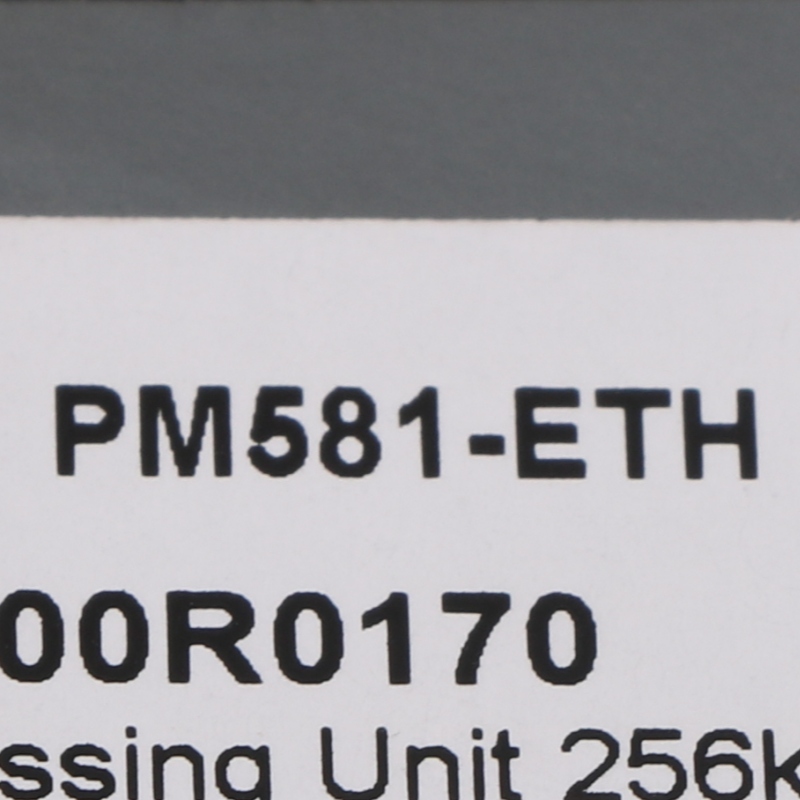 PM581-ETH
00R0170
ssing Unit 256k